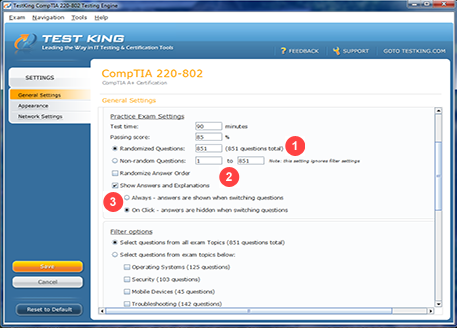 TestKing CompTIA 220-802 Testing Engine
Exam Navigation Tools Help
TEST KING
Leading the Way in IT Testing & Certification Tools
? FEEDBACK SUPPORT GOTO TESTKING.COM
SETTINGS
General Settings
Appearance
Network Settings
Save
Cancel
Reset to Default
CompTIA 220-802
CompTIA A+ Certification
General Settings
Practice Exam Settings
Test time: 90 minutes
Passing score: 85 %
Randomized Questions: 851 (851 questions total) 1
Non-random Questions: 1 to 851 Note: this setting ignores filter settings
Randomize Answer Order 2
Show Answers and Explanations
3 Always - answers are shown when switching questions
On Click - answers are hidden when switching questions
Filter options
Select questions from all exam Topics (851 questions total)
Select questions from exam topics below:
Operating Systems (125 questions)
Security (103 questions)
Mobile Devices (45 questions)
Troubleshooting (142 questions)